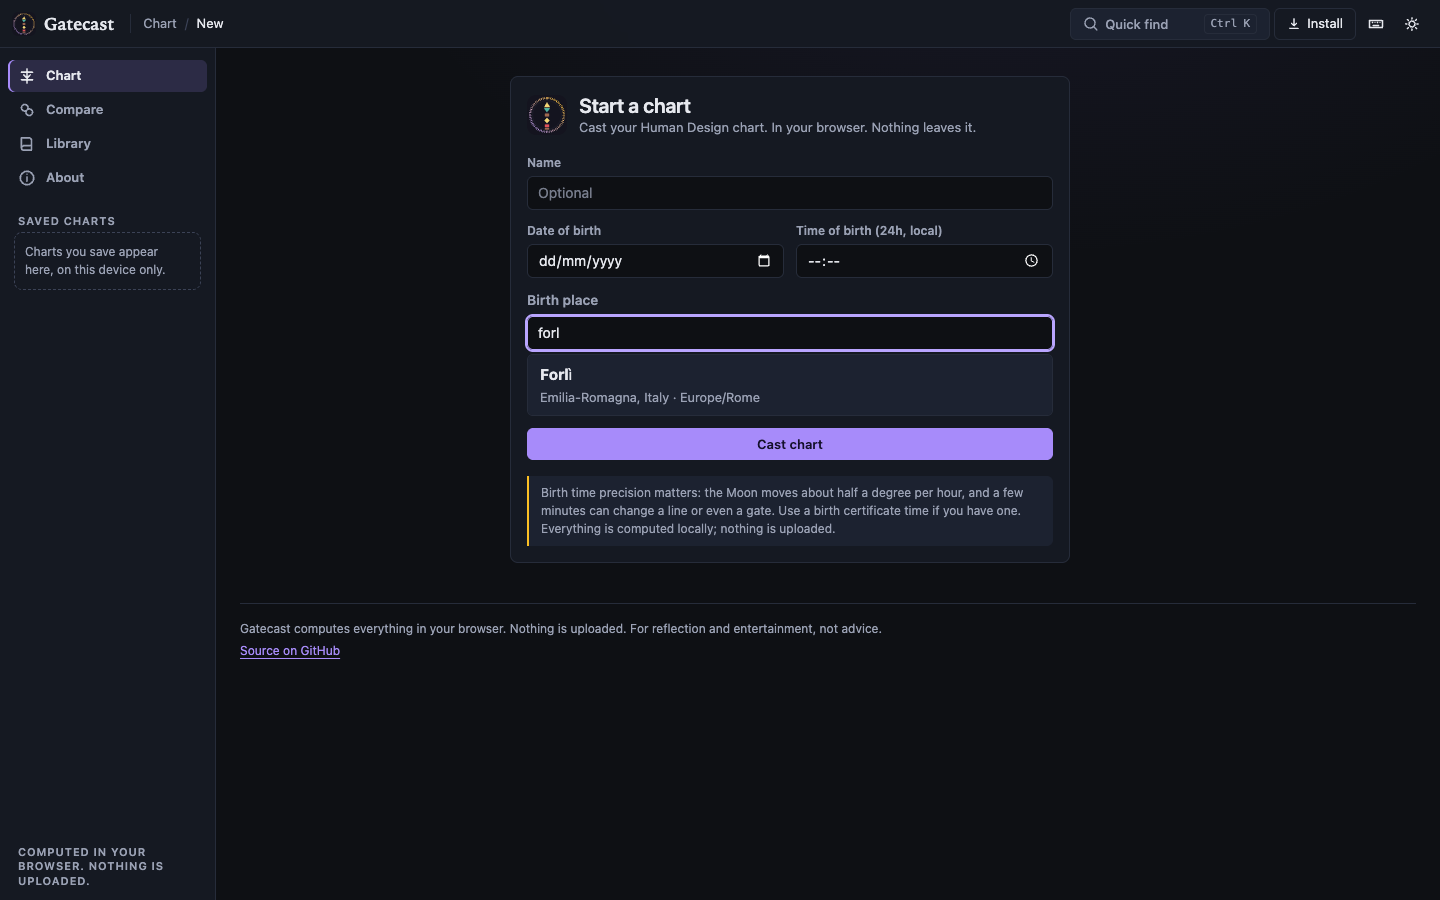 Gatecast
Chart / New
Quick find
Ctrl K
Install
Chart
Compare
Library
About
SAVED CHARTS
Charts you save appear
here, on this device only.
COMPUTED IN YOUR
BROWSER. NOTHING IS
UPLOADED.
Start a chart
Cast your Human Design chart. In your browser. Nothing leaves it.
Name
Optional
Date of birth
Time of birth (24h, local)
dd/mm/yyyy
--:--
Birth place
forl
Forlì
Emilia-Romagna, Italy · Europe/Rome
Cast chart
Birth time precision matters: the Moon moves about half a degree per hour, and a few
minutes can change a line or even a gate. Use a birth certificate time if you have one.
Everything is computed locally; nothing is uploaded.
Gatecast computes everything in your browser. Nothing is uploaded. For reflection and entertainment, not advice.
Source on GitHub